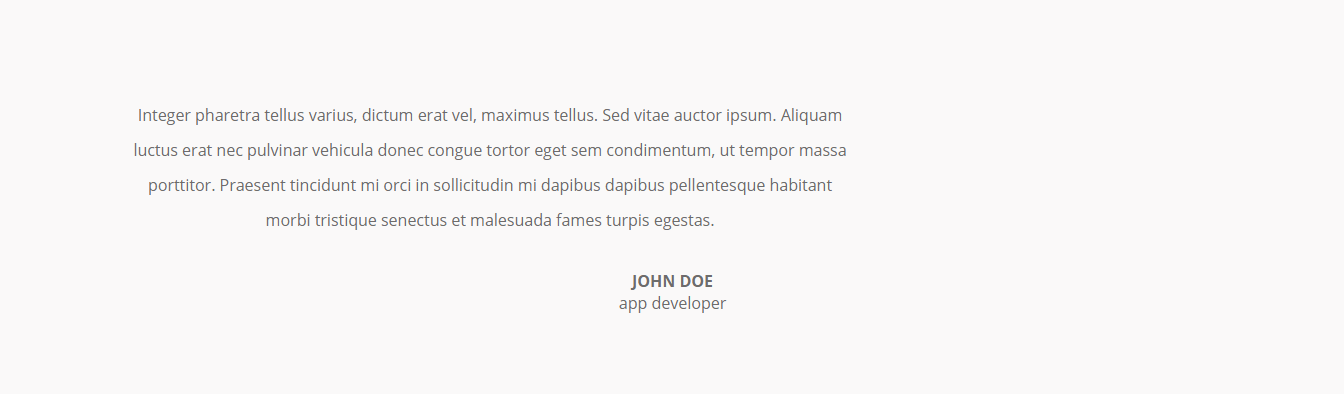 Integer pharetra tellus varius, dictum erat vel, maximus tellus. Sed vitae auctor ipsum. Aliquam
luctus erat nec pulvinar vehicula donec congue tortor eget sem condimentum, ut tempor massa
porttitor. Praesent tincidunt mi orci in sollicitudin mi dapibus dapibus pellentesque habitant
morbi tristique senectus et malesuada fames turpis egestas.
JOHN DOE
app developer